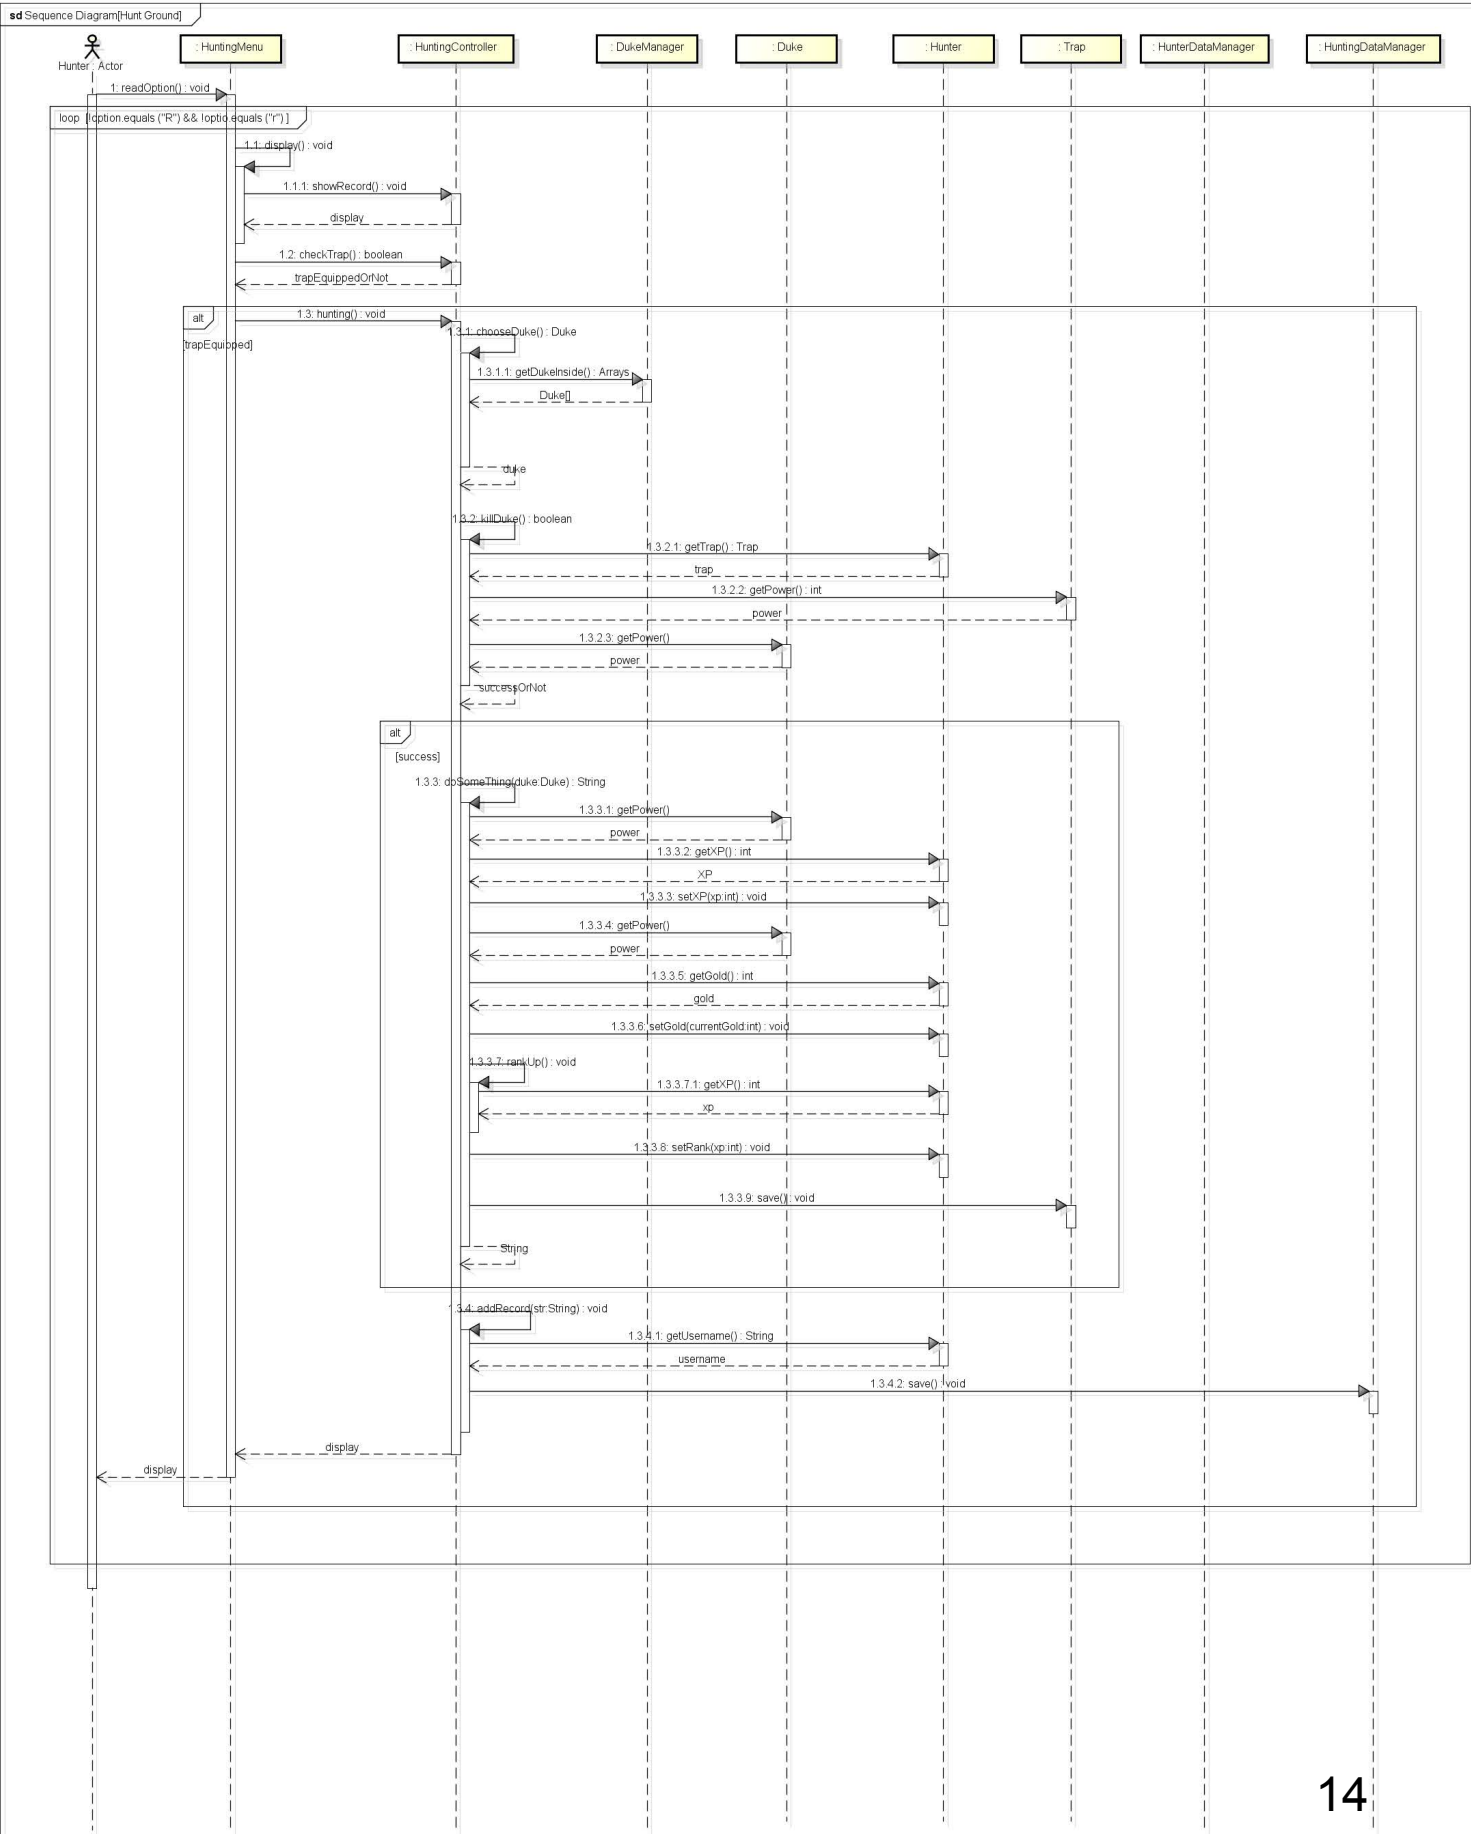 sd Sequence Diagram[Hunt Ground]
Hunter : Actor
: HuntingMenu
: HuntingController
: DukeManager
: Duke
: Hunter
: Trap
: HunterDataManager
: HuntingDataManager
1: readOption() : void
loop [!option.equals ("R") && !optio.equals ("r") ]
1.1: display() : void
1.1.1: showRecord() : void
display
1.2: checkTrap() : boolean
trapEquippedOrNot
alt
1.3: hunting() : void
[trapEquipped]
1.3.1: chooseDuke() : Duke
1.3.1.1: getDukeInside() : Arrays
Duke[]
duke
1.3.2: killDuke() : boolean
1.3.2.1: getTrap() : Trap
trap
1.3.2.2: getPower() : int
power
1.3.2.3: getPower()
power
successOrNot
alt
[success]
1.3.3: doSomeThing(duke:Duke) : String
1.3.3.1: getPower()
power
1.3.3.2: getXP() : int
XP
1.3.3.3: setXP(xp:int) : void
1.3.3.4: getPower()
power
1.3.3.5: getGold() : int
gold
1.3.3.6: setGold(currentGold:int) : void
1.3.3.7: rankUp() : void
1.3.3.7.1: getXP() : int
xp
1.3.3.8: setRank(xp:int) : void
1.3.3.9: save() : void
String
1.3.4: addRecord(str:String) : void
1.3.4.1: getUsername() : String
username
1.3.4.2: save() : void
display
display
14